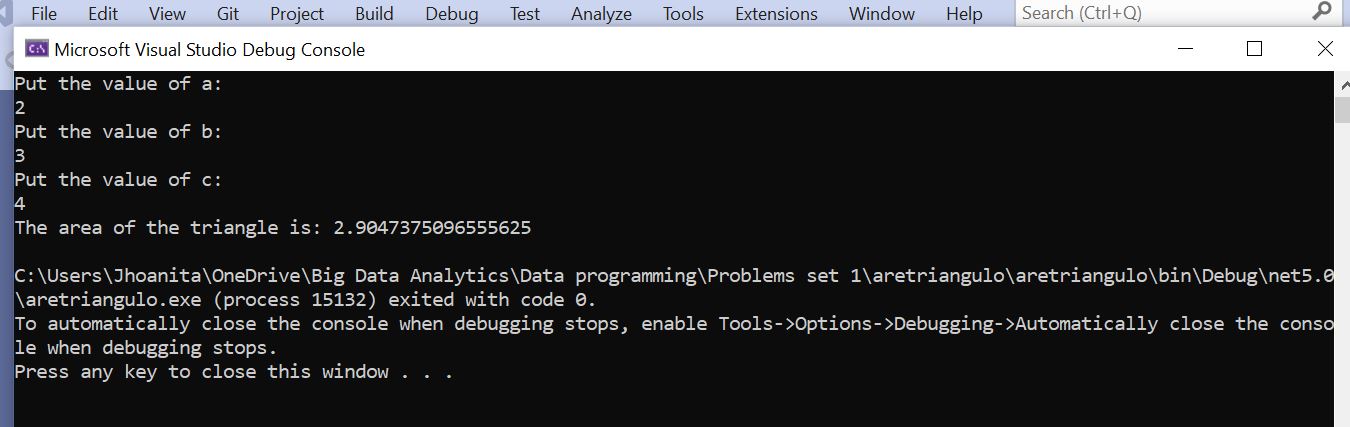 File Edit View Git Project Build Debug Test Analyze Tools Extensions Window Help Search (Ctrl+Q)
C:\ Microsoft Visual Studio Debug Console
Put the value of a:
2
Put the value of b:
3
Put the value of c:
4
The area of the triangle is: 2.9047375096555625
C:\Users\Jhoanita\OneDrive\Big Data Analytics\Data programming\Problems set 1\aretriangulo\aretriangulo\bin\Debug\net5.0
\aretriangulo.exe (process 15132) exited with code 0.
To automatically close the console when debugging stops, enable Tools->Options->Debugging->Automatically close the conso
le when debugging stops.
Press any key to close this window . . .